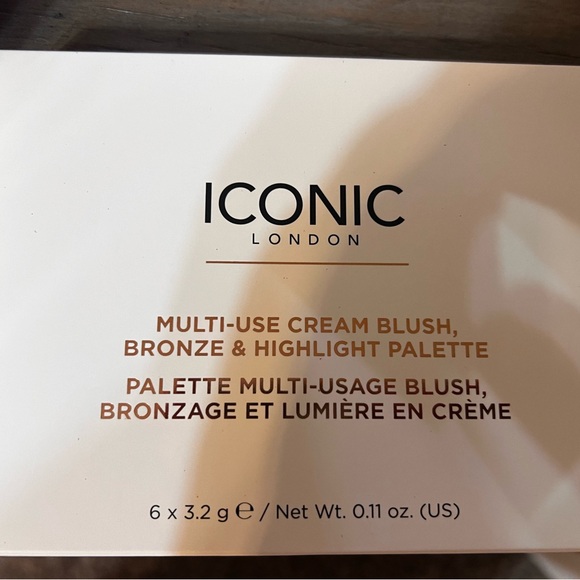 ICONIC
LONDON
MULTI-USE CREAM BLUSH,
BRONZE & HIGHLIGHT PALETTE
PALETTE MULTI-USAGE BLUSH,
BRONZAGE ET LUMIÈRE EN CRÈME
6 x 3.2 g ℮ / Net Wt. 0.11 oz. (US)